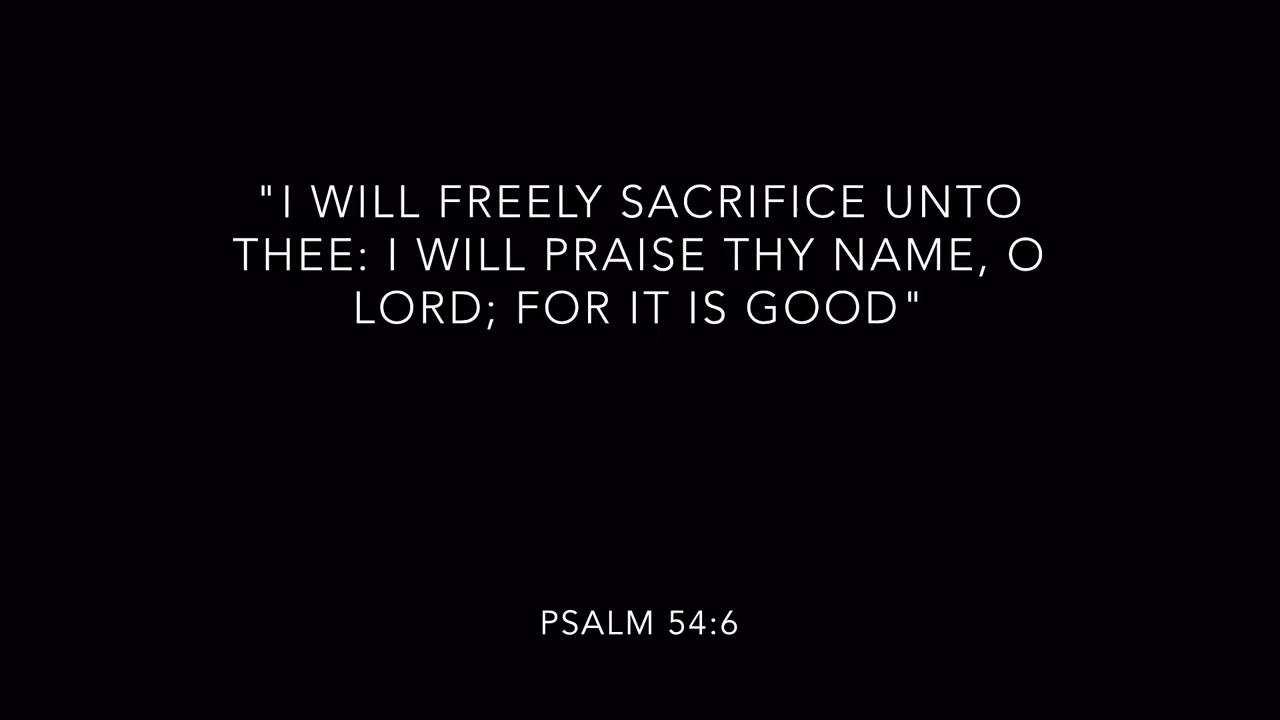 "I WILL FREELY SACRIFICE UNTO
THEE: I WILL PRAISE THY NAME, O
LORD; FOR IT IS GOOD"
PSALM 54:6